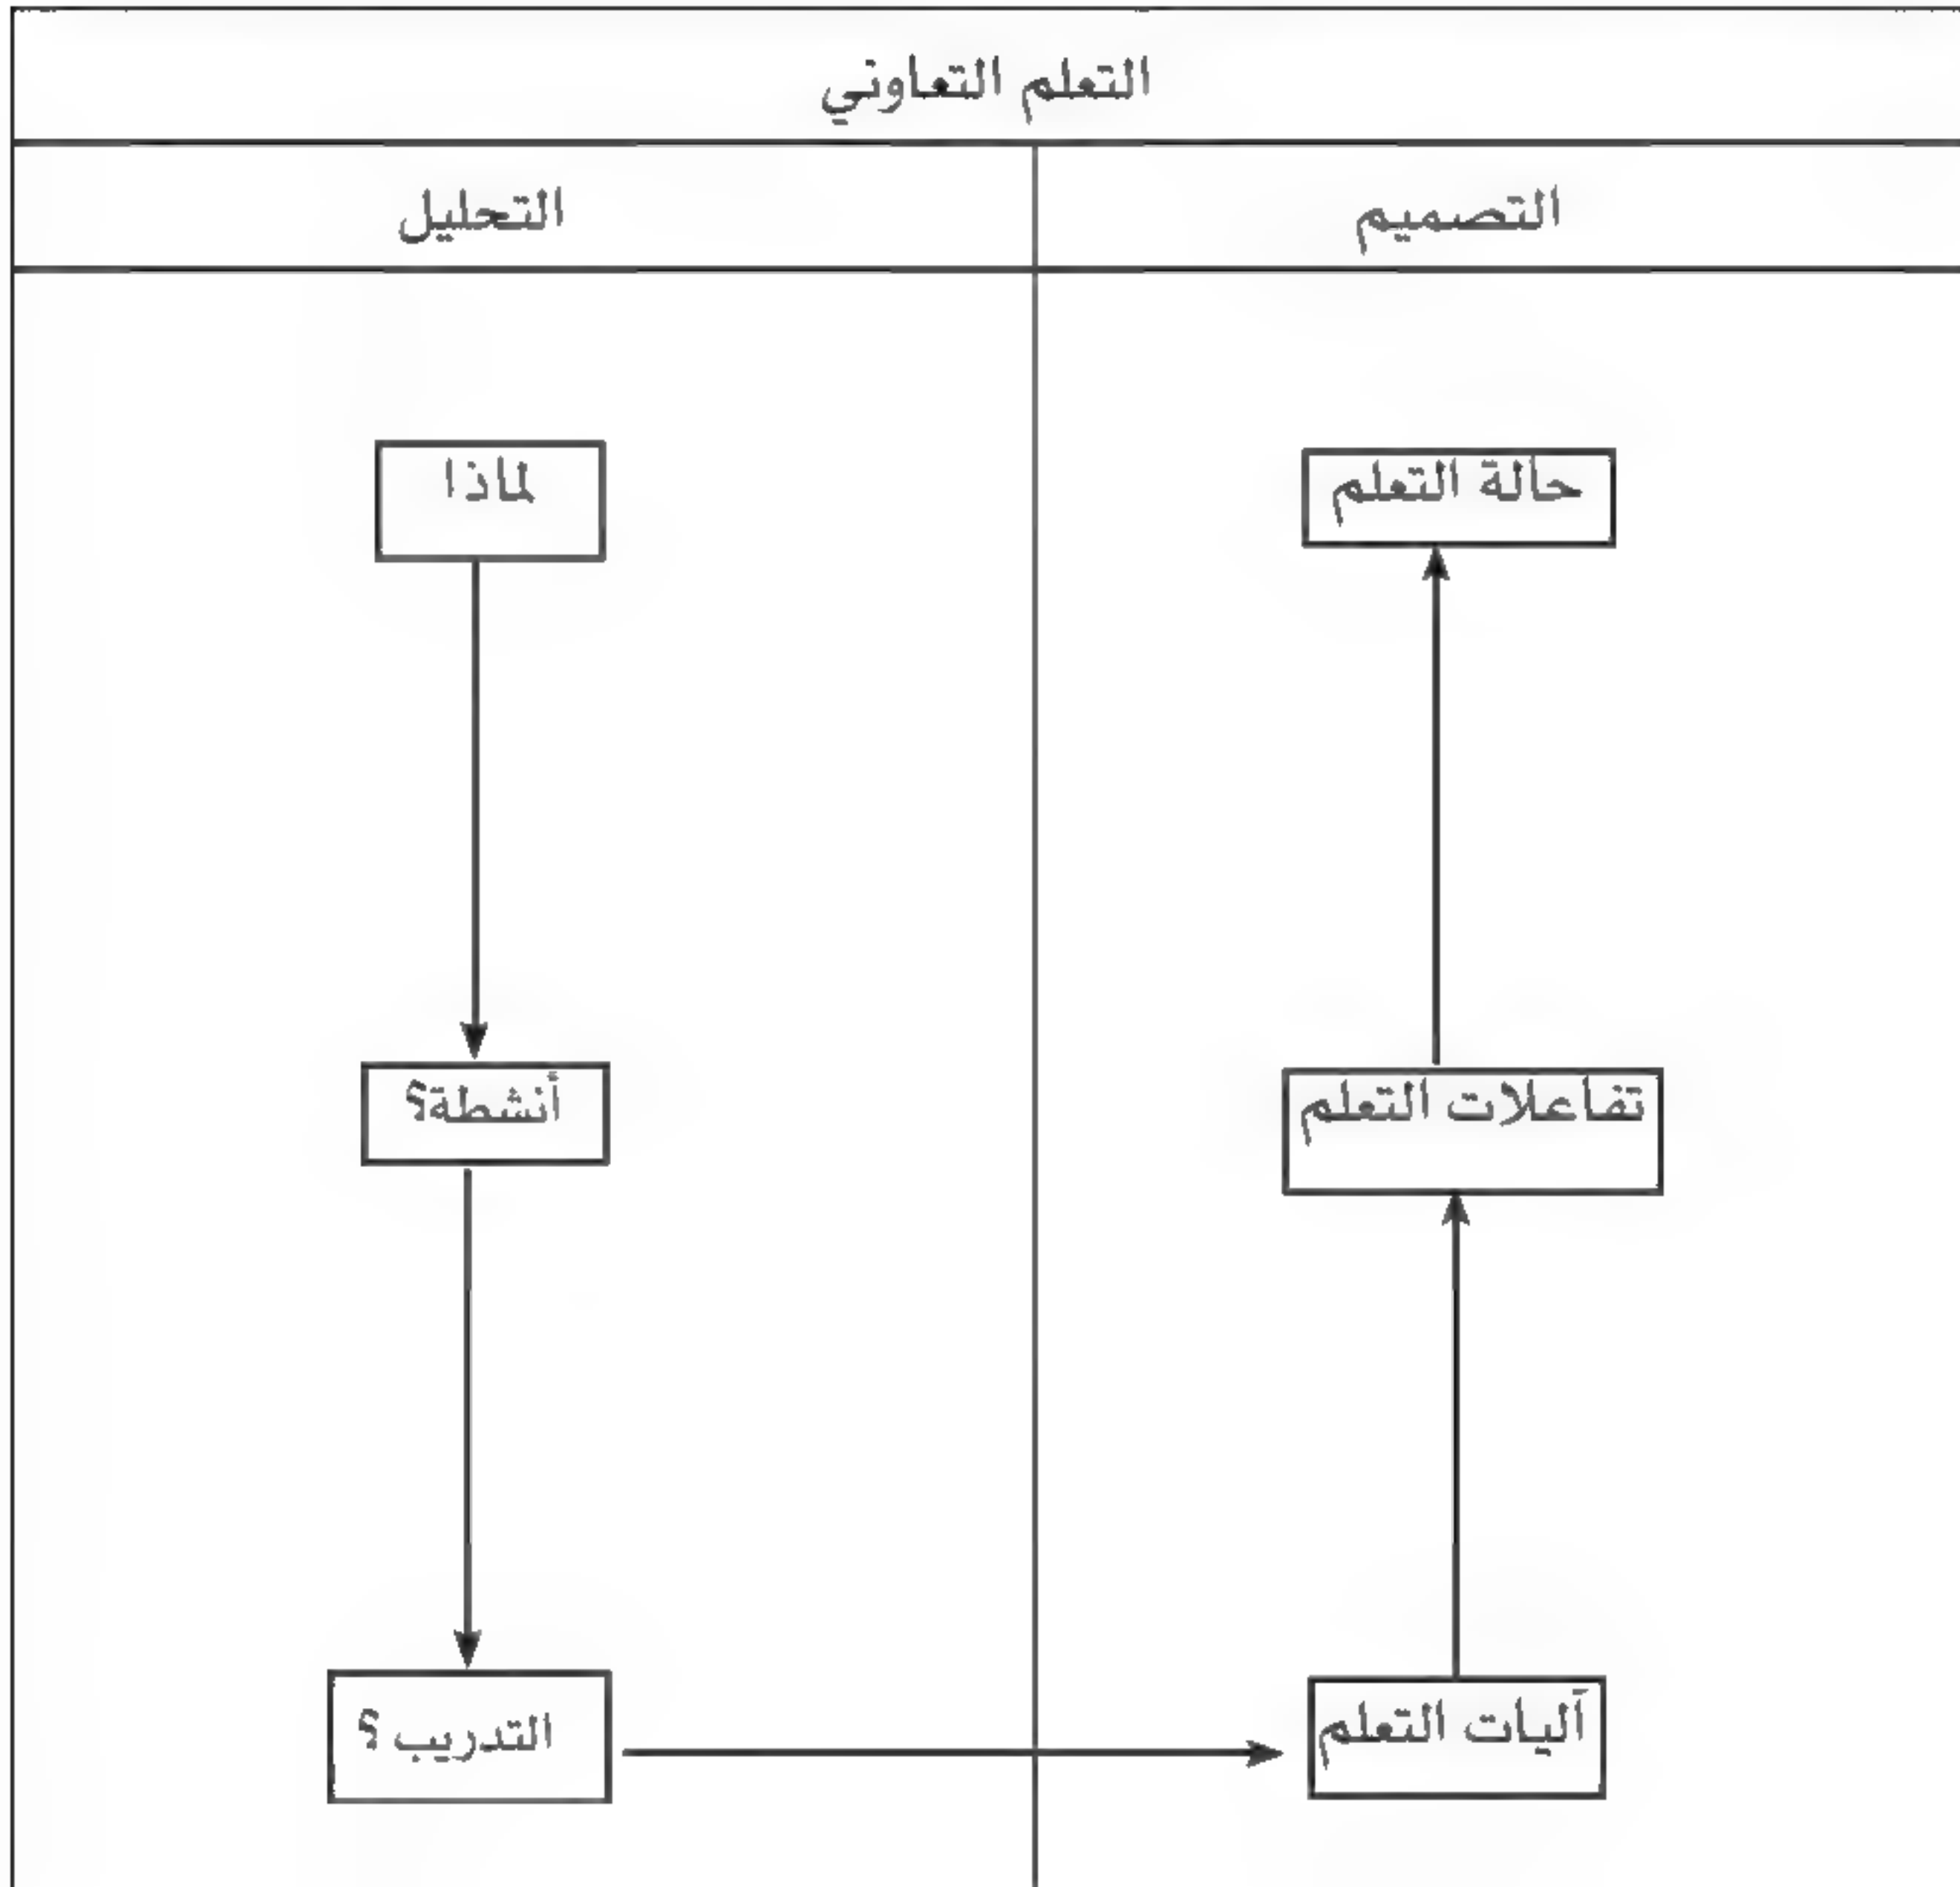 التعلم التعاوني
التصميم
التحليل
حالة التعلم
لماذا
تفاعلات التعلم
أنشطة؟
آليات التعلم
التدريب ؟